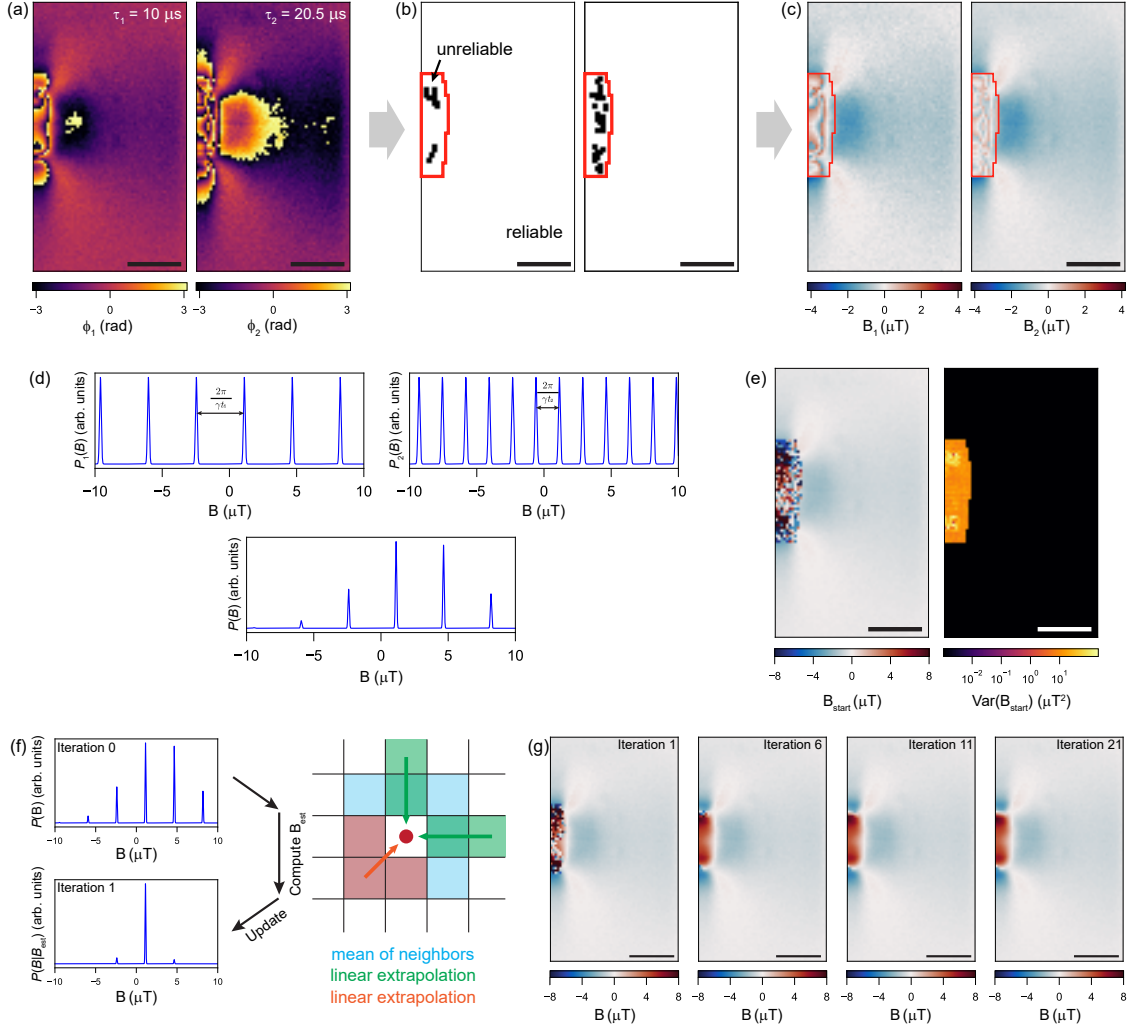 (a)
τ1 = 10 μs
τ2 = 20.5 μs
−3
0
3
ϕ1 (rad)
−3
0
3
ϕ2 (rad)
(b)
unreliable
reliable
(c)
−4
−2
0
2
4
B1 (μT)
−4
−2
0
2
4
B2 (μT)
(d)
P1(B) (arb. units)
2π
γt1
−10
−5
0
5
10
B (μT)
P2(B) (arb. units)
2π
γt2
−10
−5
0
5
10
B (μT)
P(B) (arb. units)
−10
−5
0
5
10
B (μT)
(e)
−8
−4
0
4
8
Bstart (μT)
10−2
10−1
100
101
Var(Bstart) (μT2)
(f)
P(B) (arb. units)
Iteration 0
−10
−5
0
5
10
B (μT)
P(B|Best) (arb. units)
Iteration 1
−10
−5
0
5
10
B (μT)
Compute Best
Update
mean of neighbors
linear extrapolation
linear extrapolation
(g)
Iteration 1
Iteration 6
Iteration 11
Iteration 21
−8
−4
0
4
8
B (μT)
−8
−4
0
4
8
B (μT)
−8
−4
0
4
8
B (μT)
−8
−4
0
4
8
B (μT)